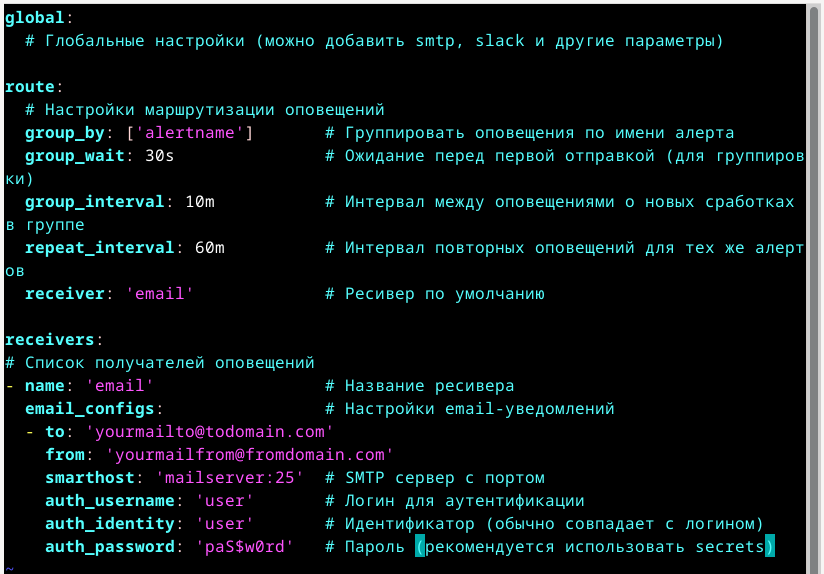 global:
  # Глобальные настройки (можно добавить smtp, slack и другие параметры)

route:
  # Настройки маршрутизации оповещений
  group_by: ['alertname']       # Группировать оповещения по имени алерта
  group_wait: 30s               # Ожидание перед первой отправкой (для группиров
ки)
  group_interval: 10m           # Интервал между оповещениями о новых сработках
в группе
  repeat_interval: 60m          # Интервал повторных оповещений для тех же алерт
ов
  receiver: 'email'             # Ресивер по умолчанию

receivers:
# Список получателей оповещений
- name: 'email'                 # Название ресивера
  email_configs:                # Настройки email-уведомлений
  - to: 'yourmailto@todomain.com'
    from: 'yourmailfrom@fromdomain.com'
    smarthost: 'mailserver:25'  # SMTP сервер с портом
    auth_username: 'user'       # Логин для аутентификации
    auth_identity: 'user'       # Идентификатор (обычно совпадает с логином)
    auth_password: 'paS$w0rd'   # Пароль (рекомендуется использовать secrets)
~